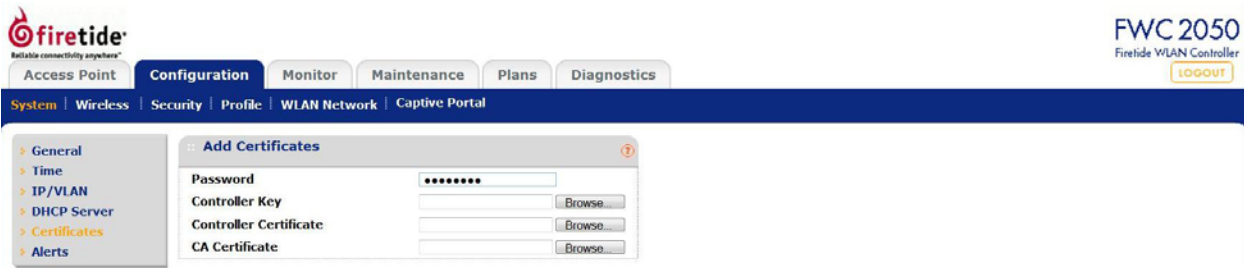 firetide
Reliable connectivity anywhere™
FWC 2050
Firetide WLAN Controller
LOGOUT
Access Point Configuration Monitor Maintenance Plans Diagnostics
System | Wireless | Security | Profile | WLAN Network | Captive Portal
General
Time
IP/VLAN
DHCP Server
Certificates
Alerts
Add Certificates ?
Password ••••••••
Controller Key Browse...
Controller Certificate Browse...
CA Certificate Browse...